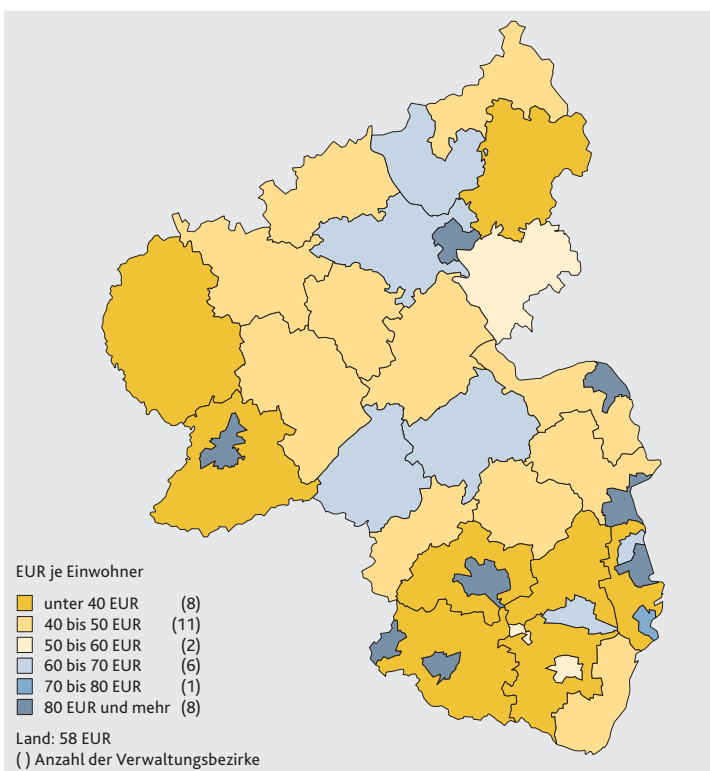 EUR je Einwohner
unter 40 EUR (8)
40 bis 50 EUR (11)
50 bis 60 EUR (2)
60 bis 70 EUR (6)
70 bis 80 EUR (1)
80 EUR und mehr (8)
Land: 58 EUR
( ) Anzahl der Verwaltungsbezirke